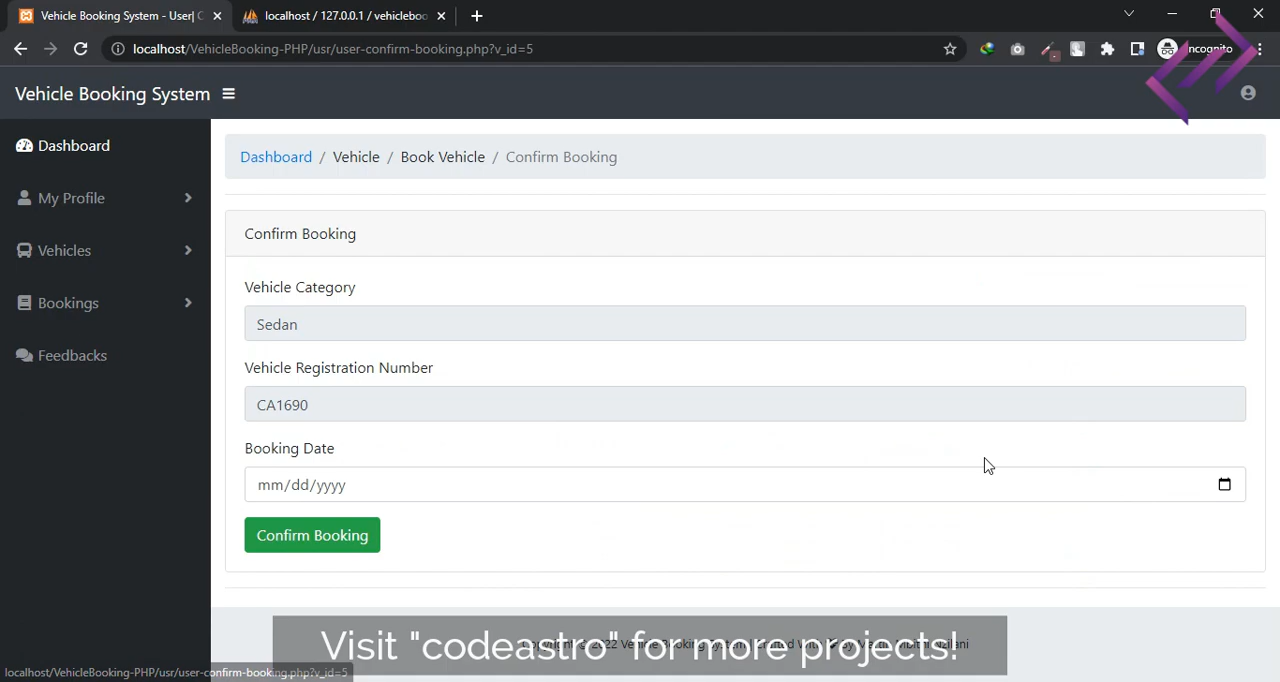 Vehicle Booking System - User| C
localhost / 127.0.0.1 / vehicleboo
localhost/VehicleBooking-PHP/usr/user-confirm-booking.php?v_id=5
Incognito
Vehicle Booking System
Dashboard
My Profile
Vehicles
Bookings
Feedbacks
Dashboard / Vehicle / Book Vehicle / Confirm Booking
Confirm Booking
Vehicle Category
Sedan
Vehicle Registration Number
CA1690
Booking Date
mm/dd/yyyy
Confirm Booking
Visit "codeastro" for more projects!
localhost/VehicleBooking-PHP/usr/user-confirm-booking.php?v_id=5